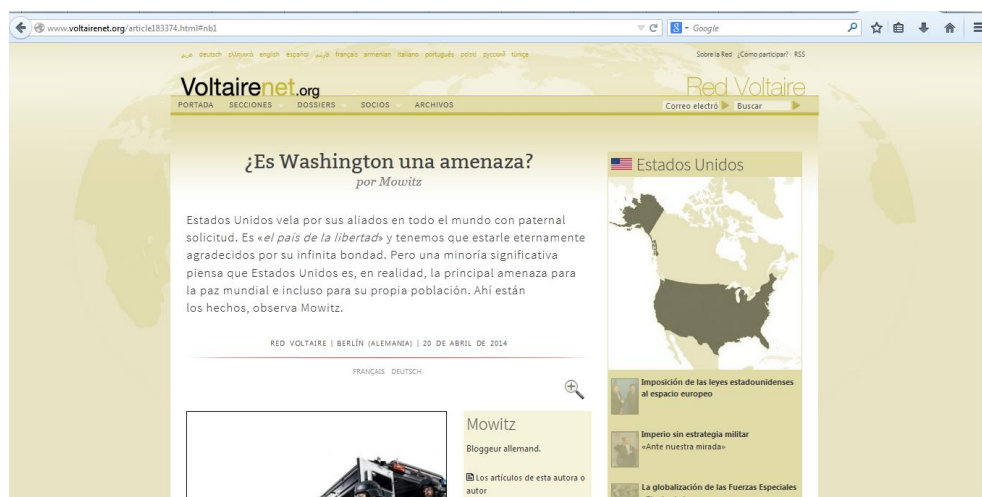 www.voltairenet.org/article183374.html#nb1
8 - Google
عربي deutsch ελληνικά english español فارسى français armenian italiano português polski русский türkçe
Sobre la Red ¿Cómo participar? RSS
Voltairenet.org
Red Voltaire
PORTADA SECCIONES DOSSIERS SOCIOS ARCHIVOS
Correo electró Buscar
¿Es Washington una amenaza?
por Mowitz
Estados Unidos vela por sus aliados en todo el mundo con paternal
solicitud. Es «el país de la libertad» y tenemos que estarle eternamente
agradecidos por su infinita bondad. Pero una minoría significativa
piensa que Estados Unidos es, en realidad, la principal amenaza para
la paz mundial e incluso para su propia población. Ahí están
los hechos, observa Mowitz.
RED VOLTAIRE | BERLÍN (ALEMANIA) | 20 DE ABRIL DE 2014
FRANÇAIS DEUTSCH
Mowitz
Bloggeur allemand.
Los artículos de esta autora o
autor
Estados Unidos
Imposición de las leyes estadounidenses
al espacio europeo
Imperio sin estrategia militar
«Ante nuestra mirada»
La globalización de las Fuerzas Especiales